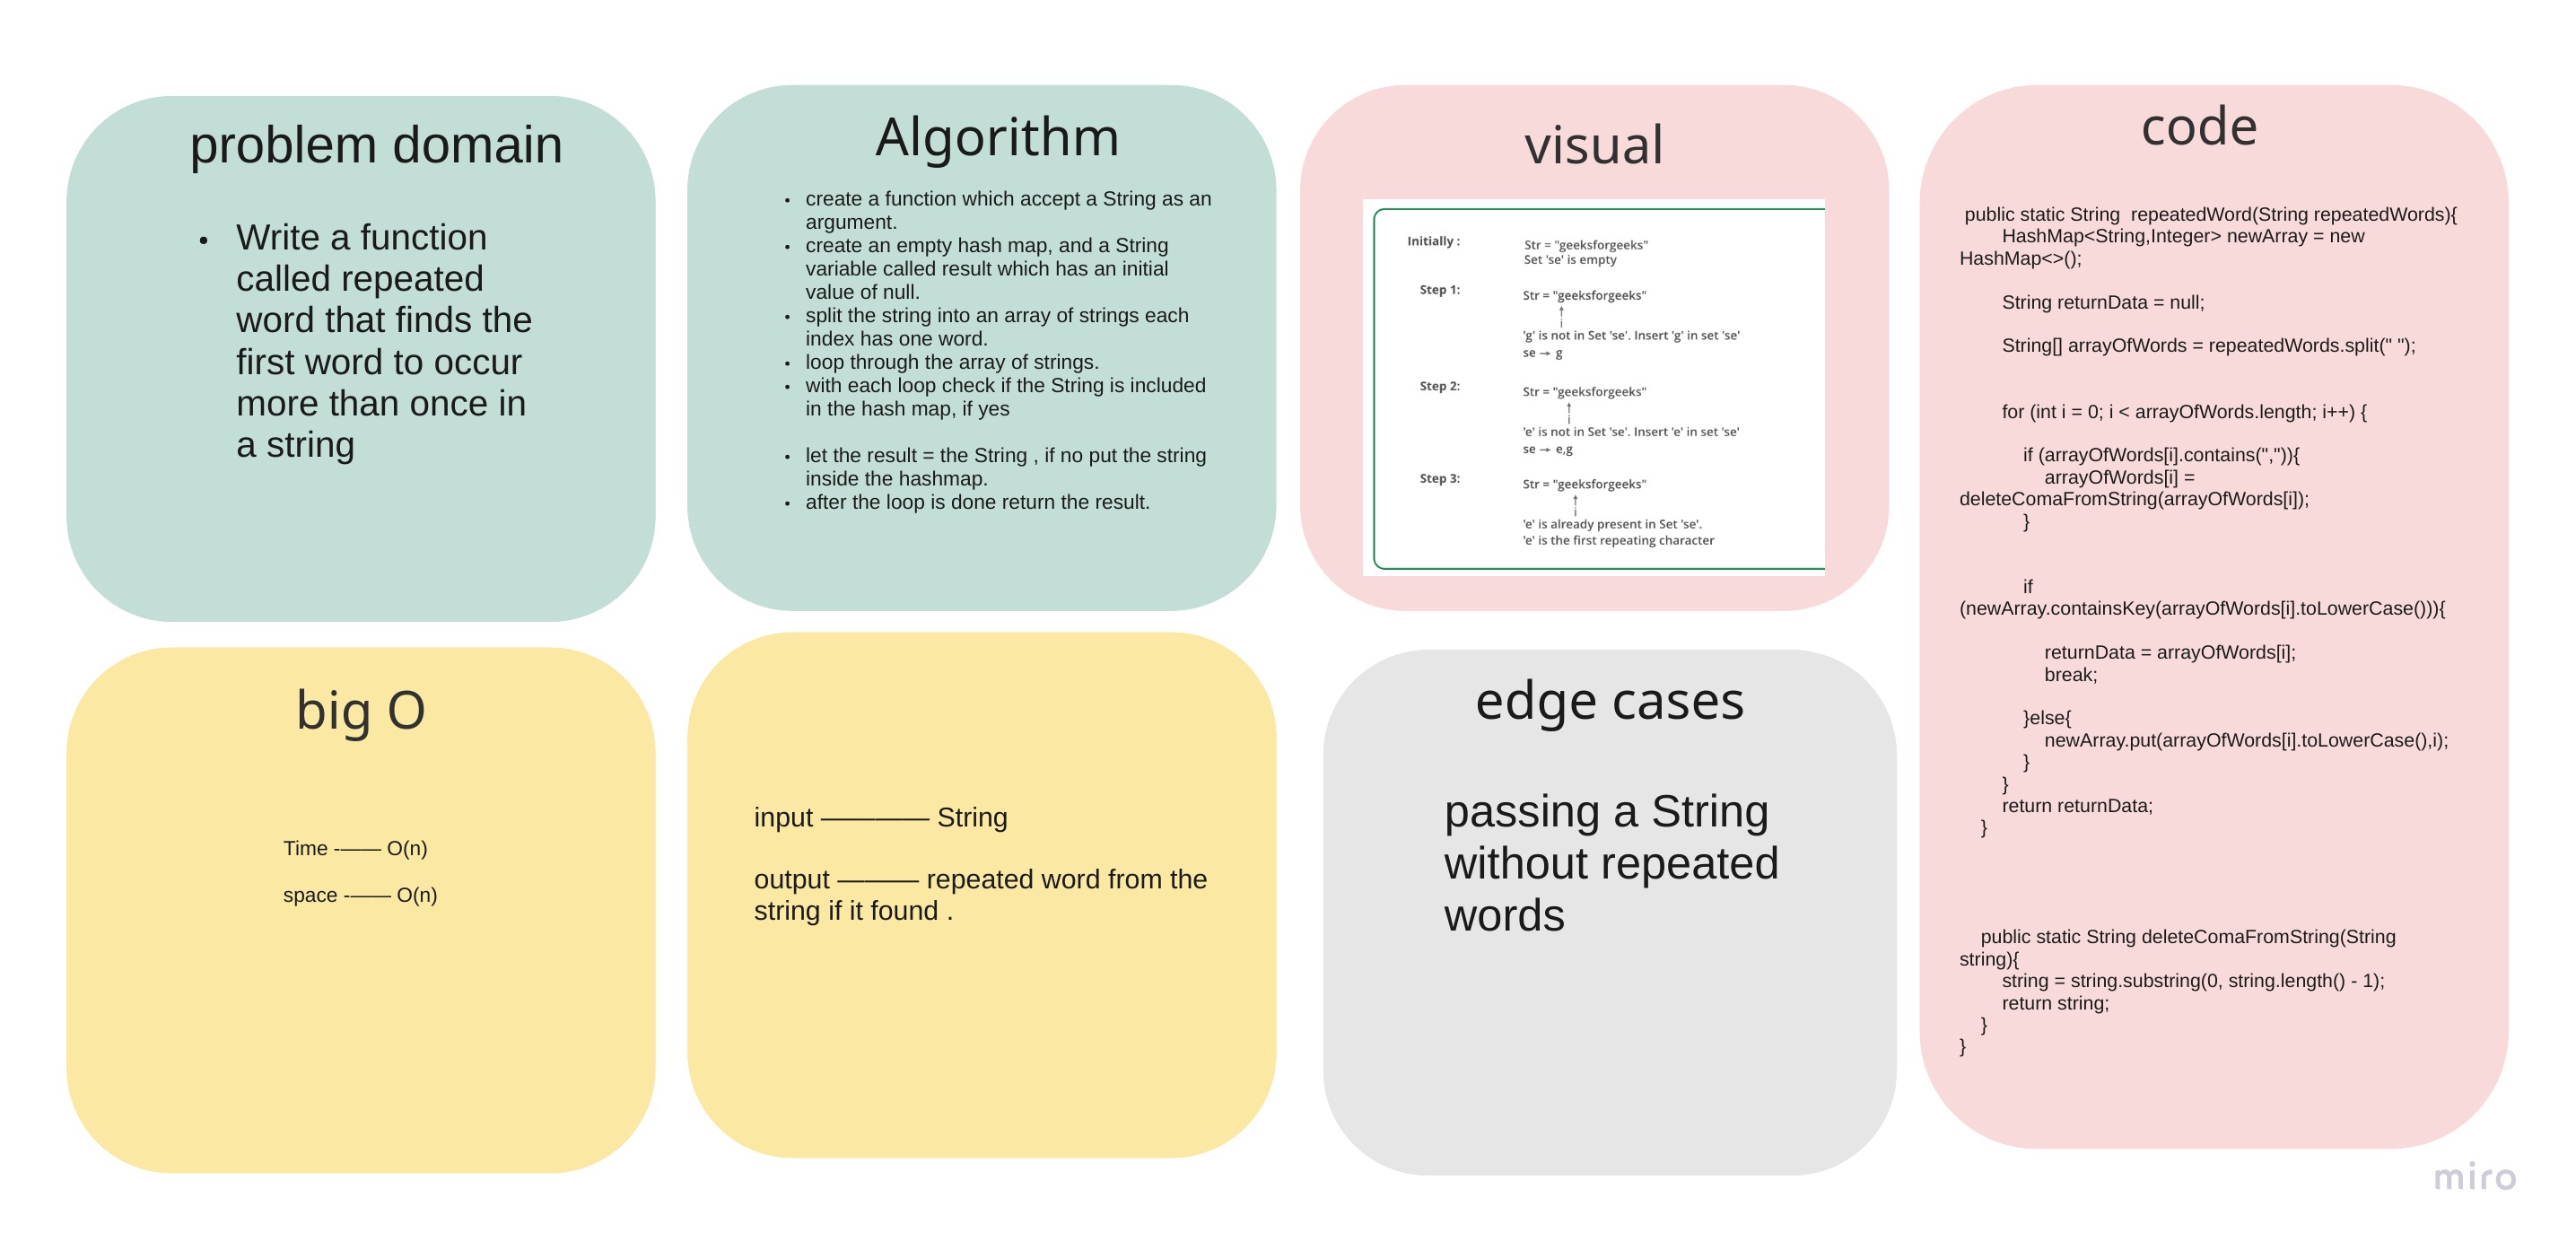 problem domain
• Write a function
called repeated
word that finds the
first word to occur
more than once in
a string
Algorithm
• create a function which accept a String as an
argument.
• create an empty hash map, and a String
variable called result which has an initial
value of null.
• split the string into an array of strings each
index has one word.
• loop through the array of strings.
• with each loop check if the String is included
in the hash map, if yes
• let the result = the String , if no put the string
inside the hashmap.
• after the loop is done return the result.
visual
Initially :
Str = "geeksforgeeks"
Set 'se' is empty
Step 1:
Str = "geeksforgeeks"
i
'g' is not in Set 'se'. Insert 'g' in set 'se'
se → g
Step 2:
Str = "geeksforgeeks"
i
'e' is not in Set 'se'. Insert 'e' in set 'se'
se → e,g
Step 3:
Str = "geeksforgeeks"
i
'e' is already present in Set 'se'.
'e' is the first repeating character
code
public static String  repeatedWord(String repeatedWords){
HashMap<String,Integer> newArray = new
HashMap<>();
String returnData = null;
String[] arrayOfWords = repeatedWords.split(" ");
for (int i = 0; i < arrayOfWords.length; i++) {
if (arrayOfWords[i].contains(",")){
arrayOfWords[i] =
deleteComaFromString(arrayOfWords[i]);
}
if
(newArray.containsKey(arrayOfWords[i].toLowerCase())){
returnData = arrayOfWords[i];
break;
}else{
newArray.put(arrayOfWords[i].toLowerCase(),i);
}
}
return returnData;
}
public static String deleteComaFromString(String
string){
string = string.substring(0, string.length() - 1);
return string;
}
}
big O
Time -—— O(n)
space -—— O(n)
input ———— String
output ——— repeated word from the
string if it found .
edge cases
passing a String
without repeated
words
miro